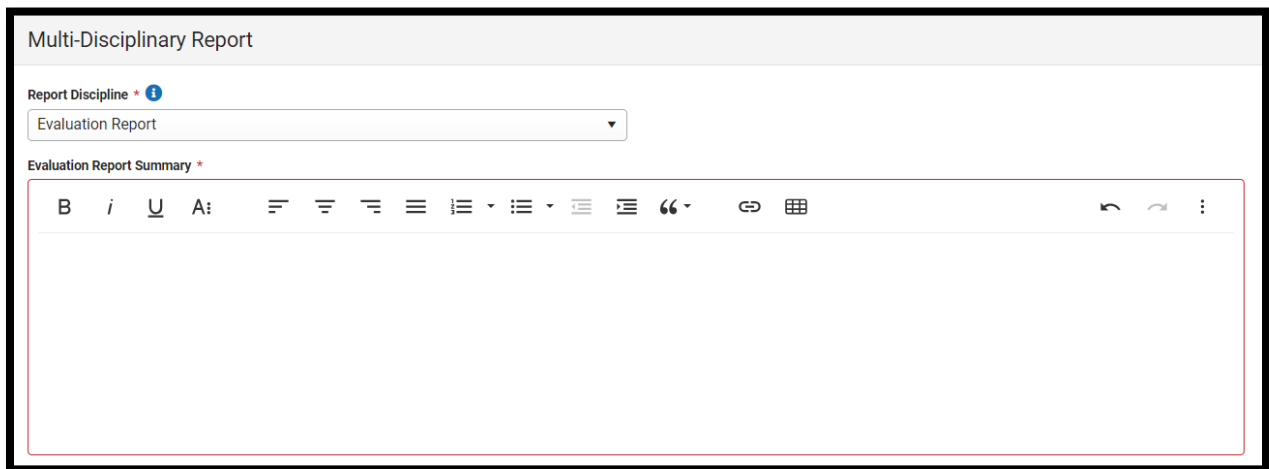 Multi-Disciplinary Report
Report Discipline *
Evaluation Report
Evaluation Report Summary *
B i U A